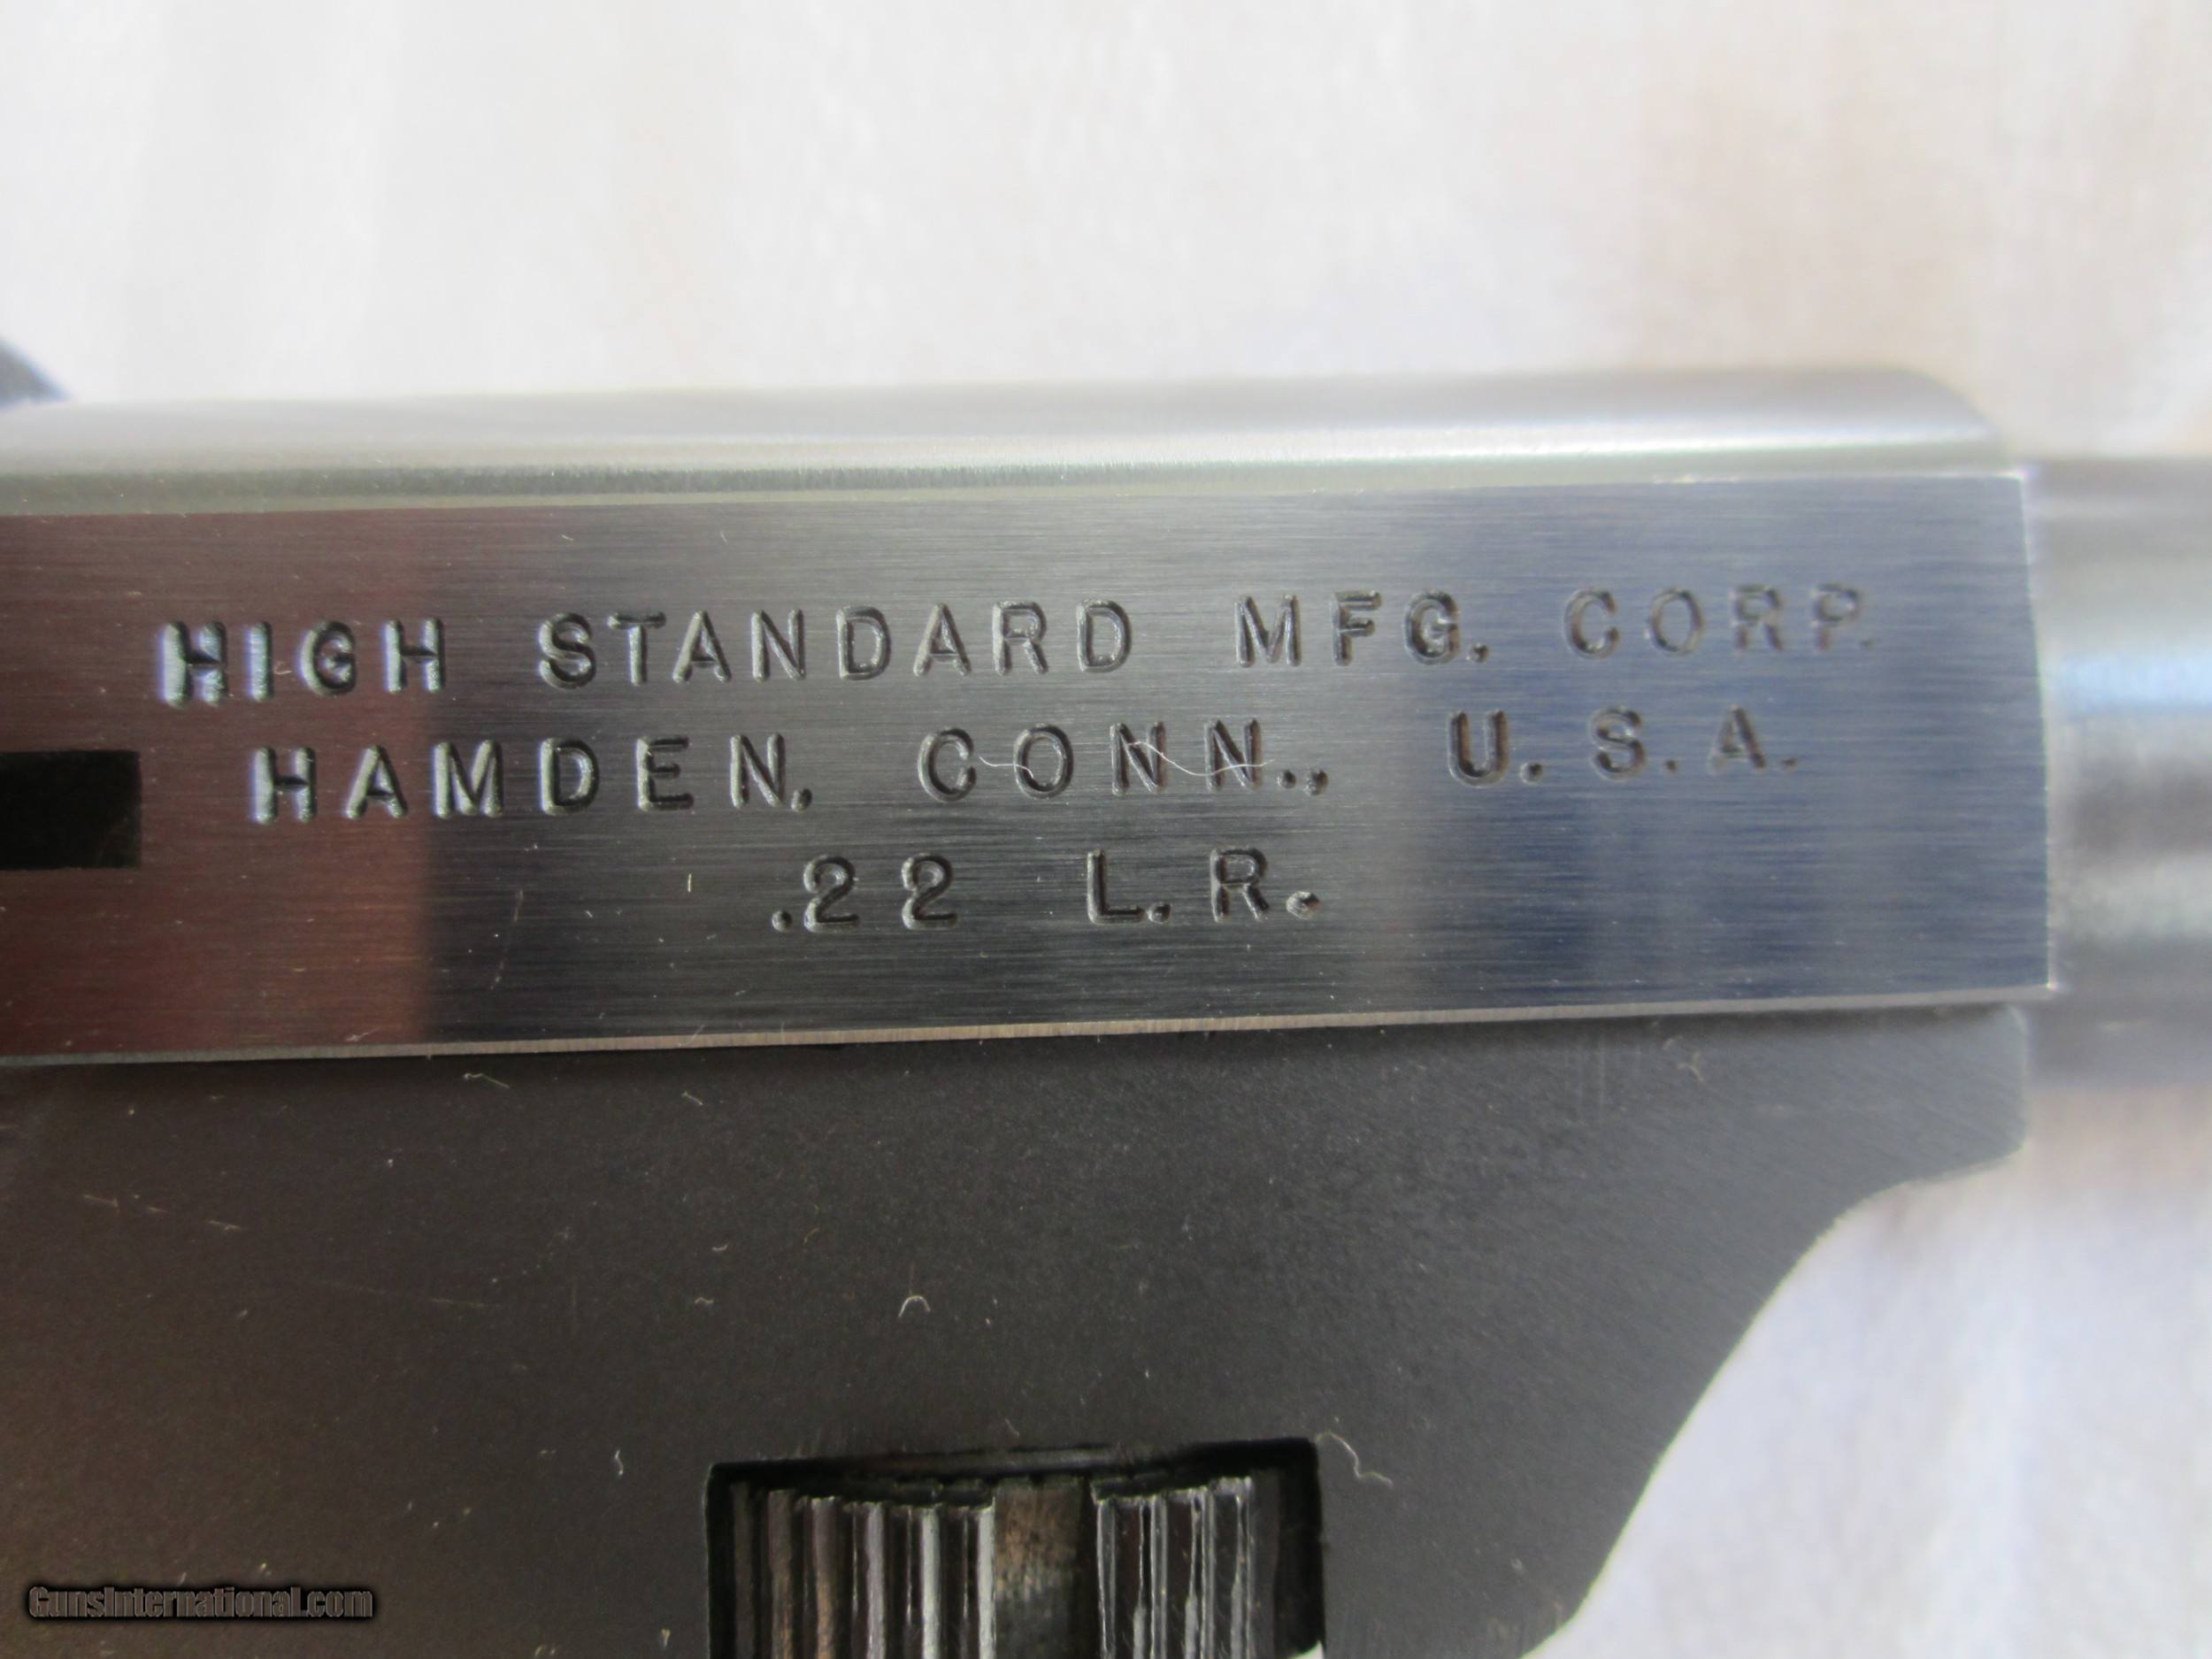 HIGH STANDARD MFG. CORP.
HAMDEN, CONN., U.S.A.
.22 L.R.
GunsInternational.com